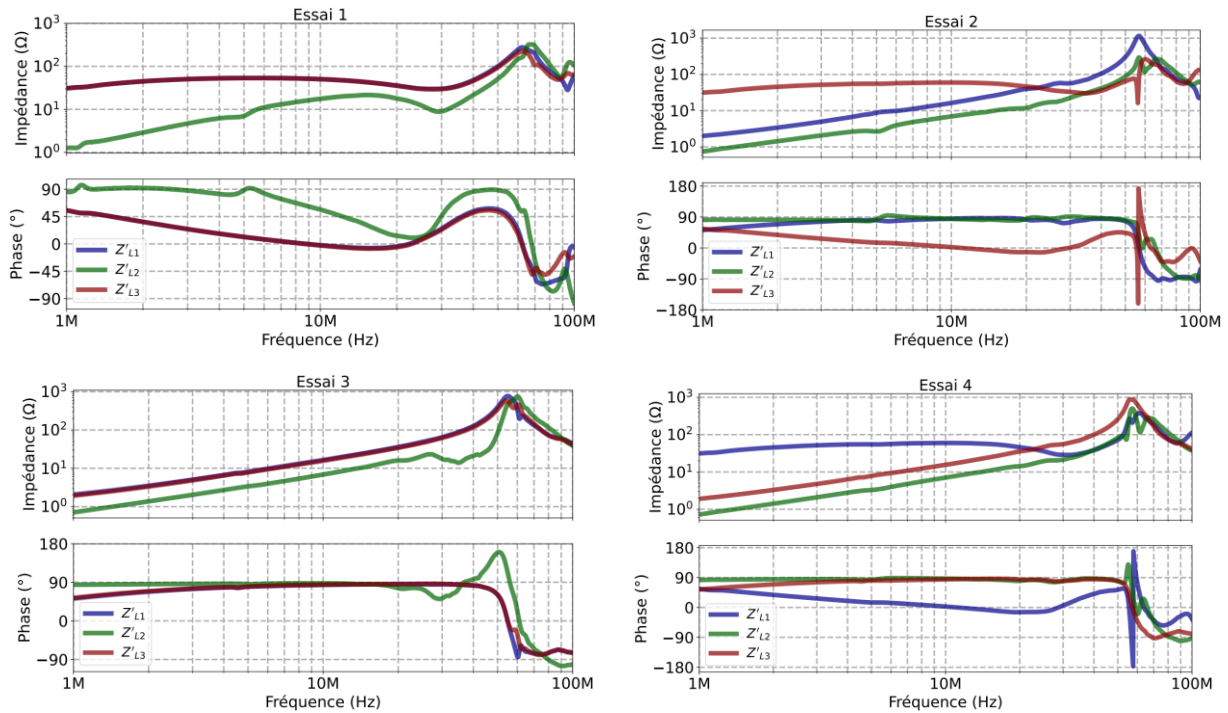 Essai 1
Impédance (Ω)
10³
10²
10¹
10⁰
Phase (°)
90
45
0
−45
−90
Z'L1
Z'L2
Z'L3
1M
10M
100M
Fréquence (Hz)
Essai 2
Impédance (Ω)
10³
10²
10¹
10⁰
Phase (°)
180
90
0
−90
−180
Z'L1
Z'L2
Z'L3
1M
10M
100M
Fréquence (Hz)
Essai 3
Impédance (Ω)
10³
10²
10¹
10⁰
Phase (°)
180
90
0
−90
Z'L1
Z'L2
Z'L3
1M
10M
100M
Fréquence (Hz)
Essai 4
Impédance (Ω)
10³
10²
10¹
10⁰
Phase (°)
180
90
0
−90
−180
Z'L1
Z'L2
Z'L3
1M
10M
100M
Fréquence (Hz)